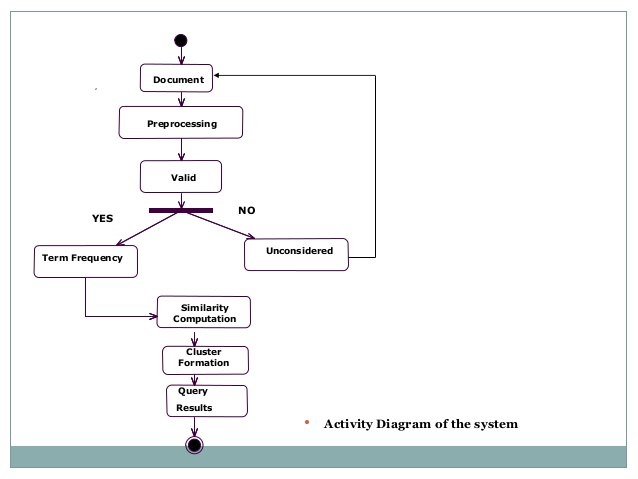 Document
Preprocessing
Valid
YES
NO
Term Frequency
Unconsidered
Similarity
Computation
Cluster
Formation
Query
Results
• Activity Diagram of the system